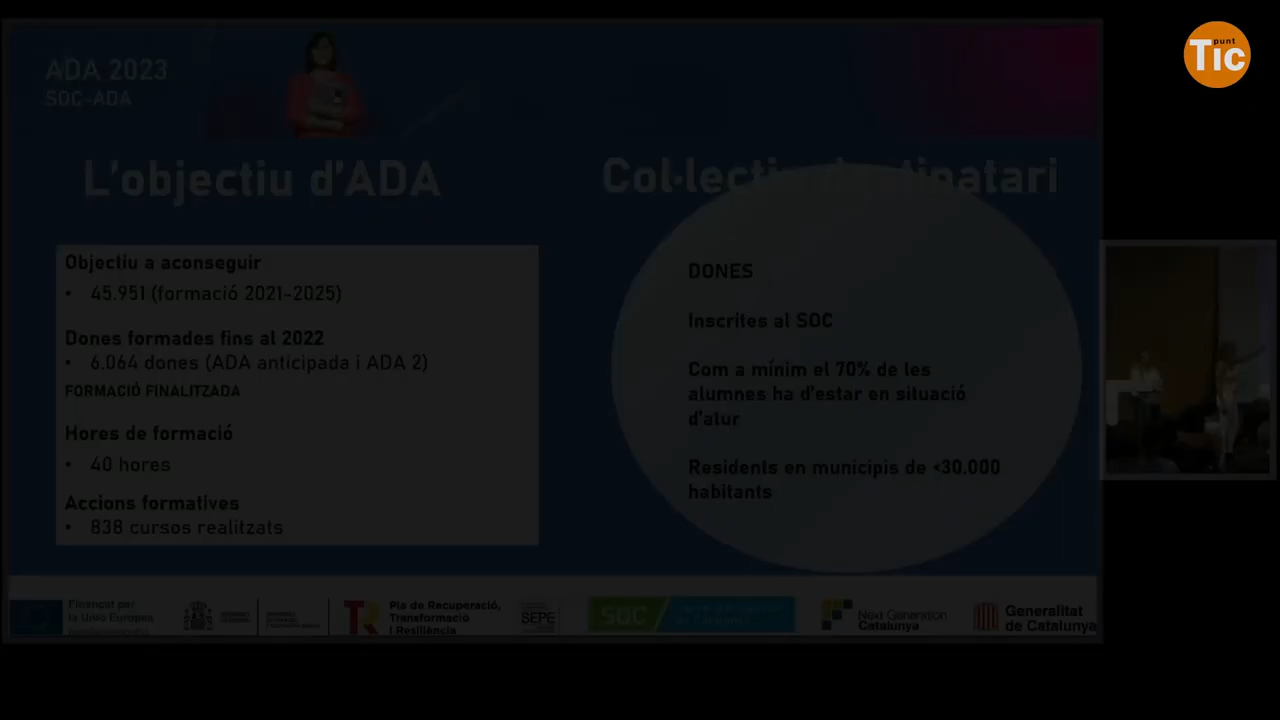 punt
TIC
ADA 2023
SOC-ADA
L'objectiu d'ADA
Objectiu a aconseguir
• 45.951 (formació 2021-2025)
Dones formades fins al 2022
• 6.064 dones (ADA anticipada i ADA 2)
FORMACIÓ FINALITZADA
Hores de formació
• 40 hores
Accions formatives
• 838 cursos realitzats
DONES
Inscrites al SOC
Com a mínim el 70% de les
alumnes ha d'estar en situació
d'atur
Residents en municipis de <30.000
habitants
Finançat per
la Unió Europea
Pla de Recuperació,
Transformació
i Resiliència
SEPE
SOC
Next Generation
Catalunya
Generalitat
de Catalunya